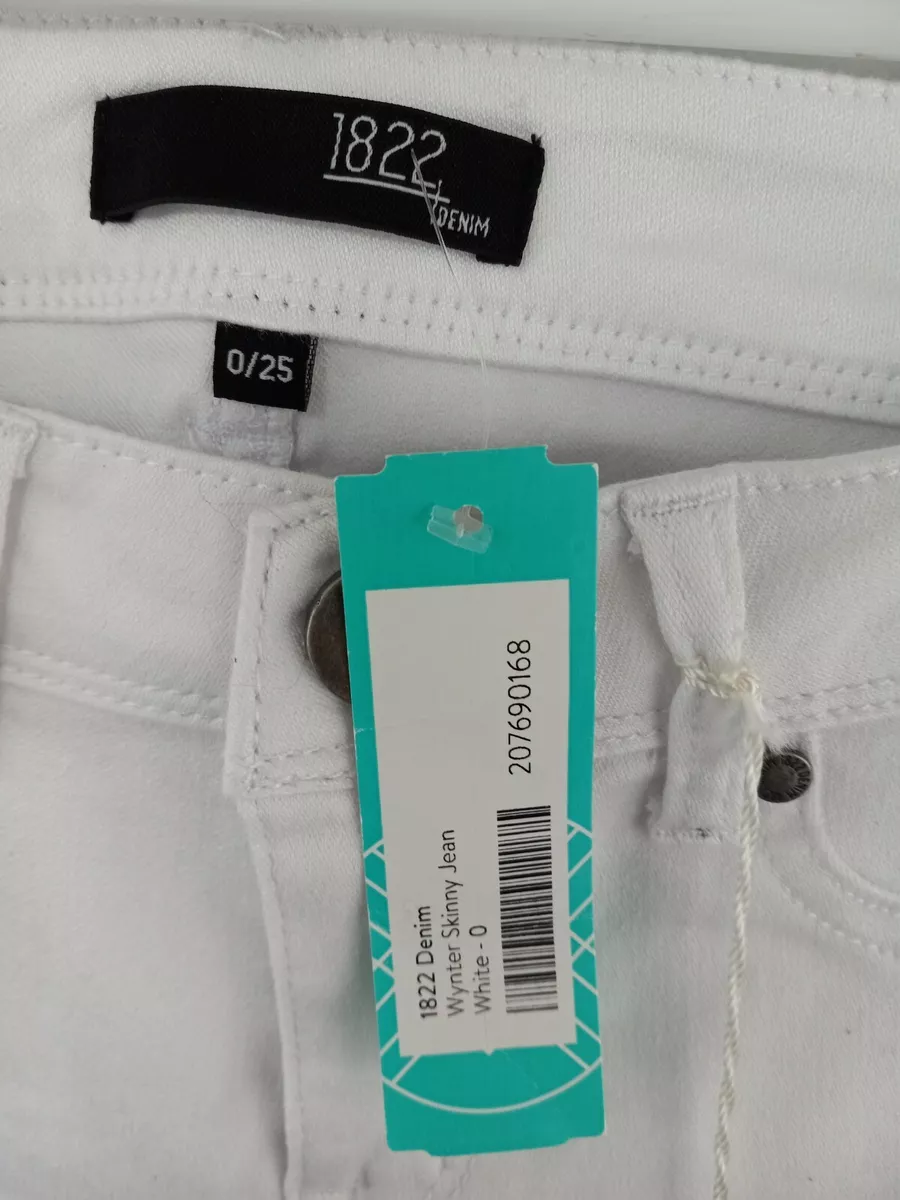 1822
DENIM
0/25
207690168
1822 Denim
Wynter Skinny Jean
White - 0